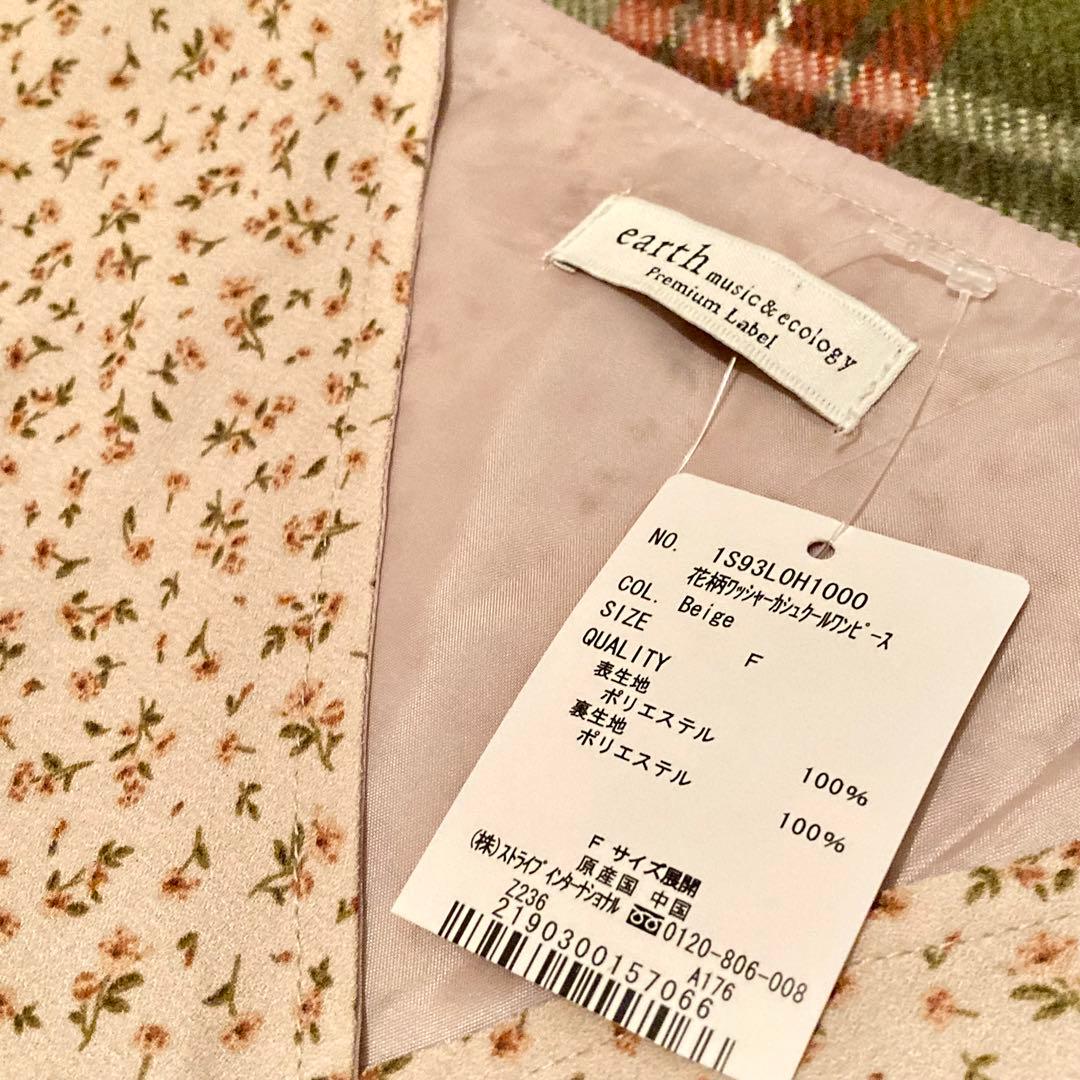 earth music&ecology
Premium Label
NO. 1S93L0H1000
花柄ワッシャーカシュクールワンピース
COL. Beige
SIZE F
QUALITY
表生地
ポリエステル 100%
裏生地
ポリエステル 100%
F サイズ展開
原産国 中国
(株)ストライプ インターナショナル 0120-806-008
Z236 A176
2190300157066